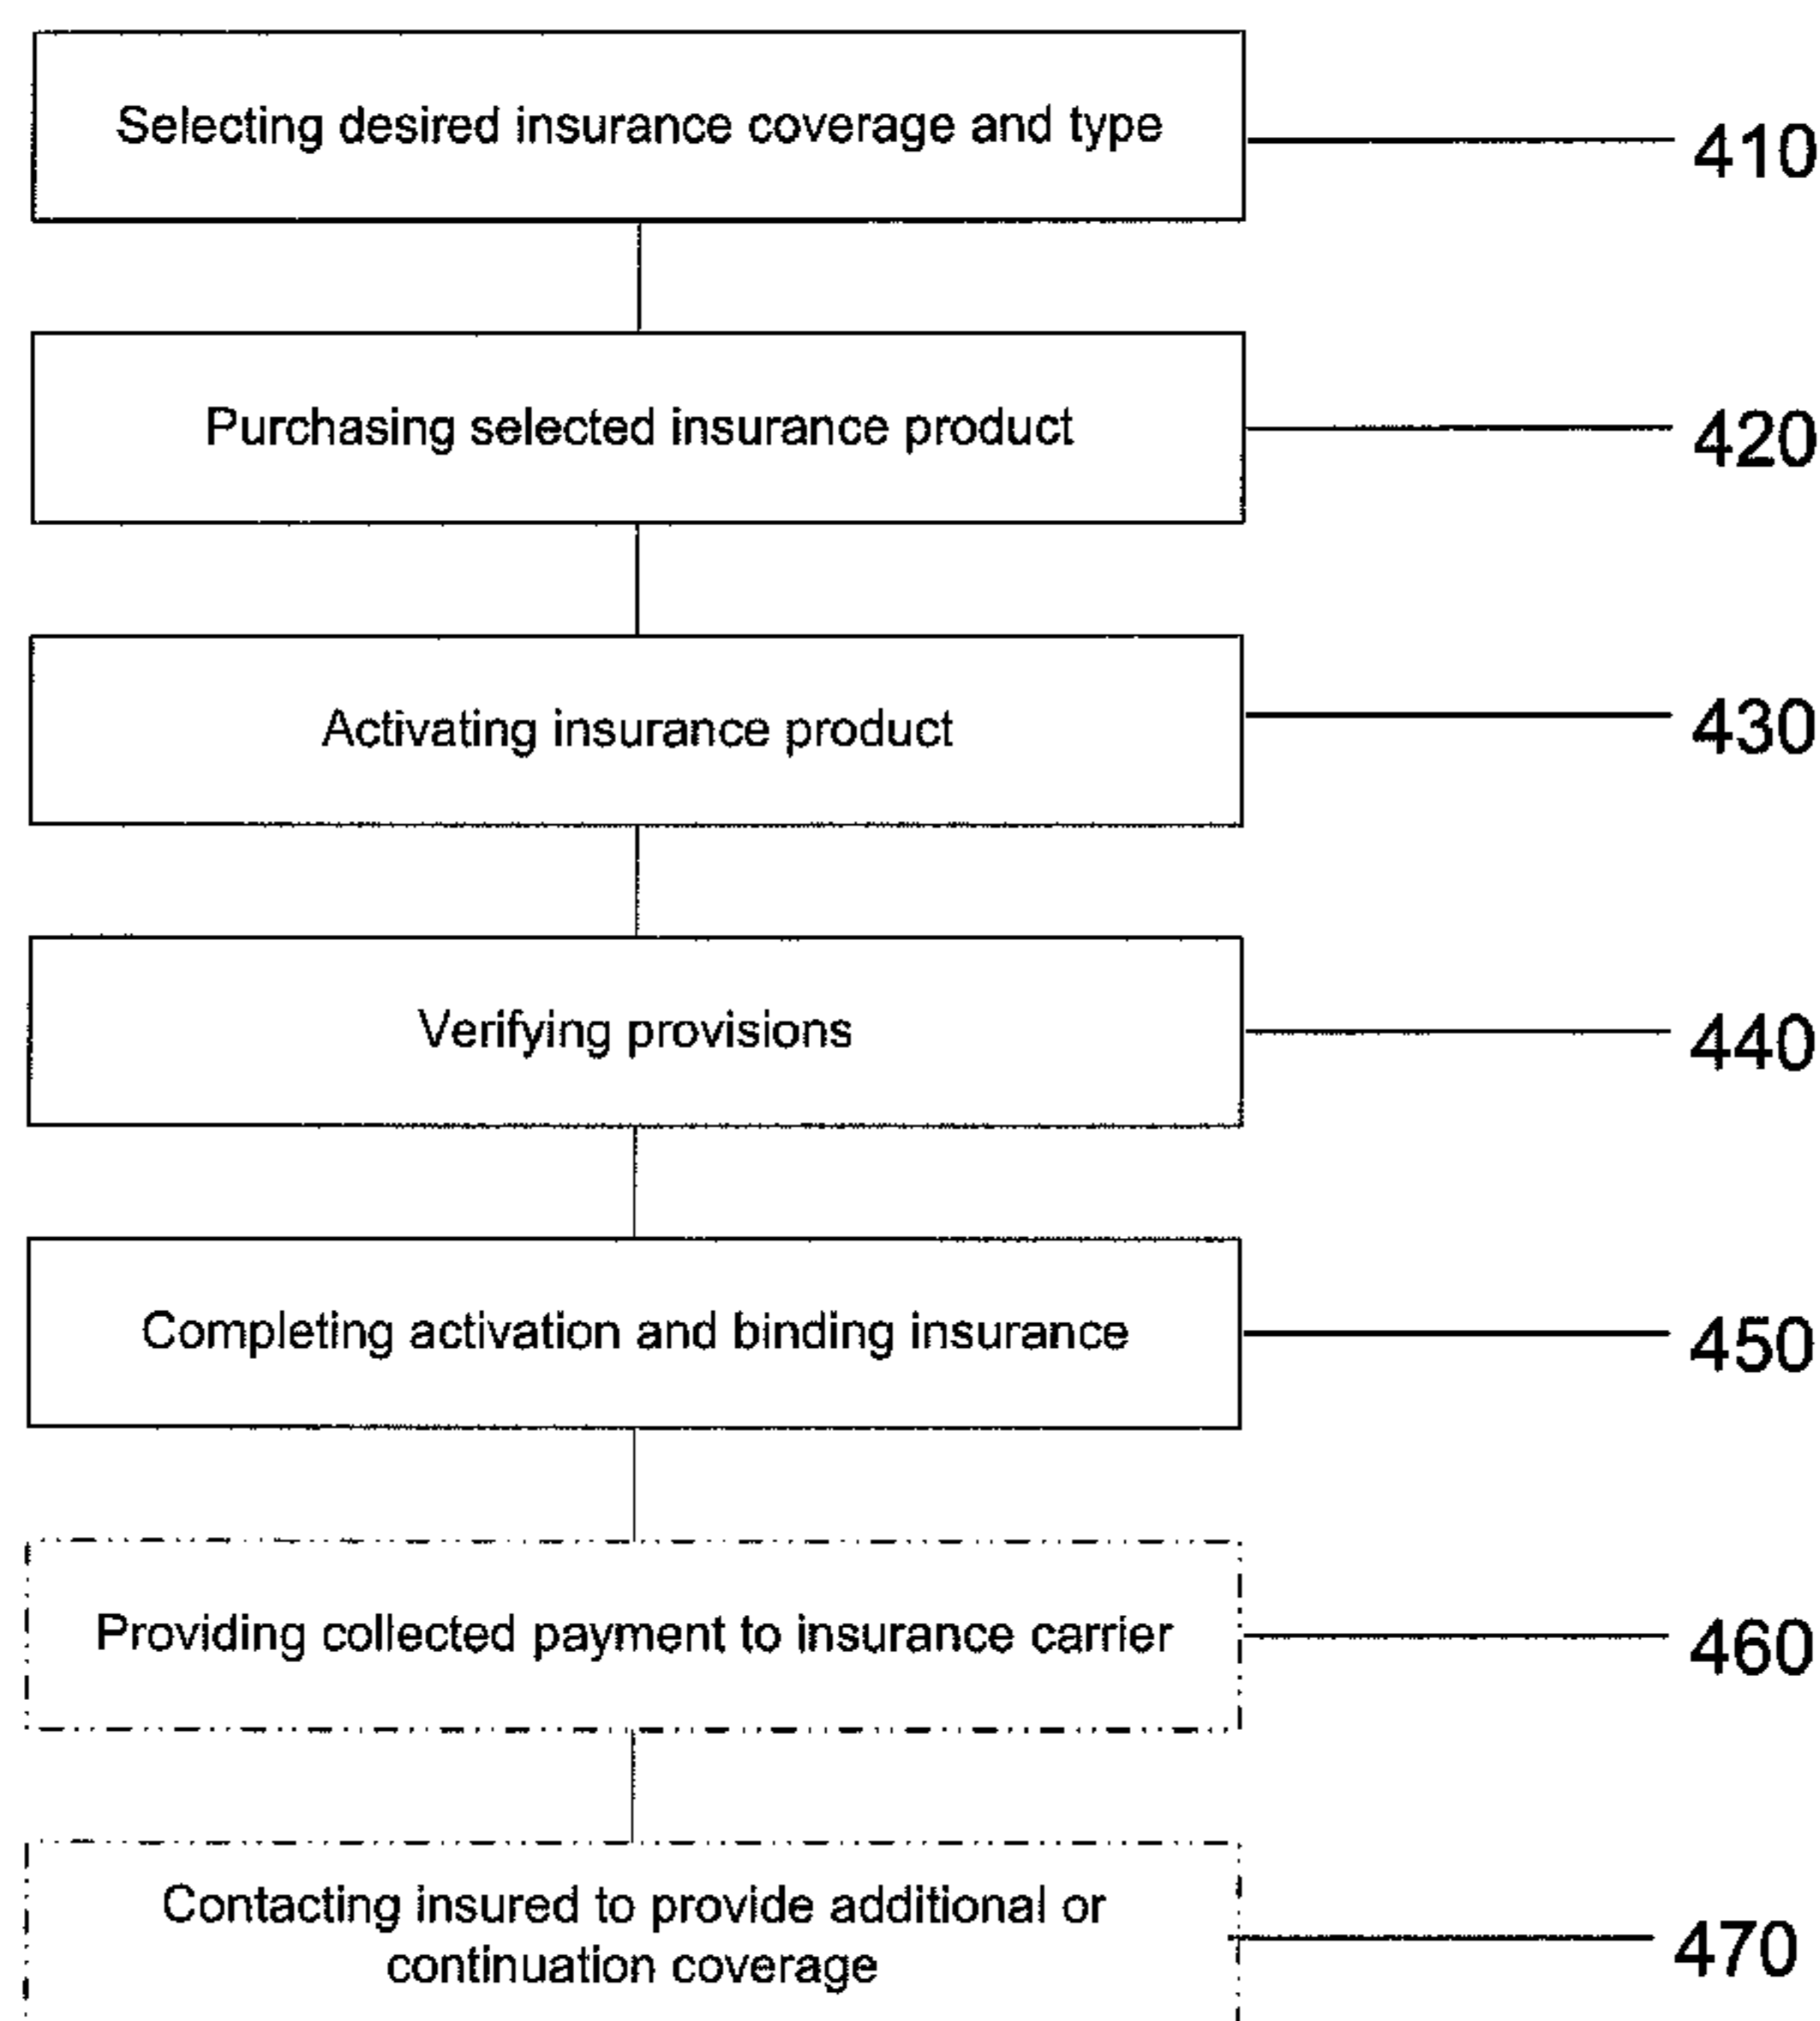 Selecting desired insurance coverage and type
410
Purchasing selected insurance product
420
Activating insurance product
430
Verifying provisions
440
Completing activation and binding insurance
450
Providing collected payment to insurance carrier
460
Contacting insured to provide additional or
continuation coverage
470